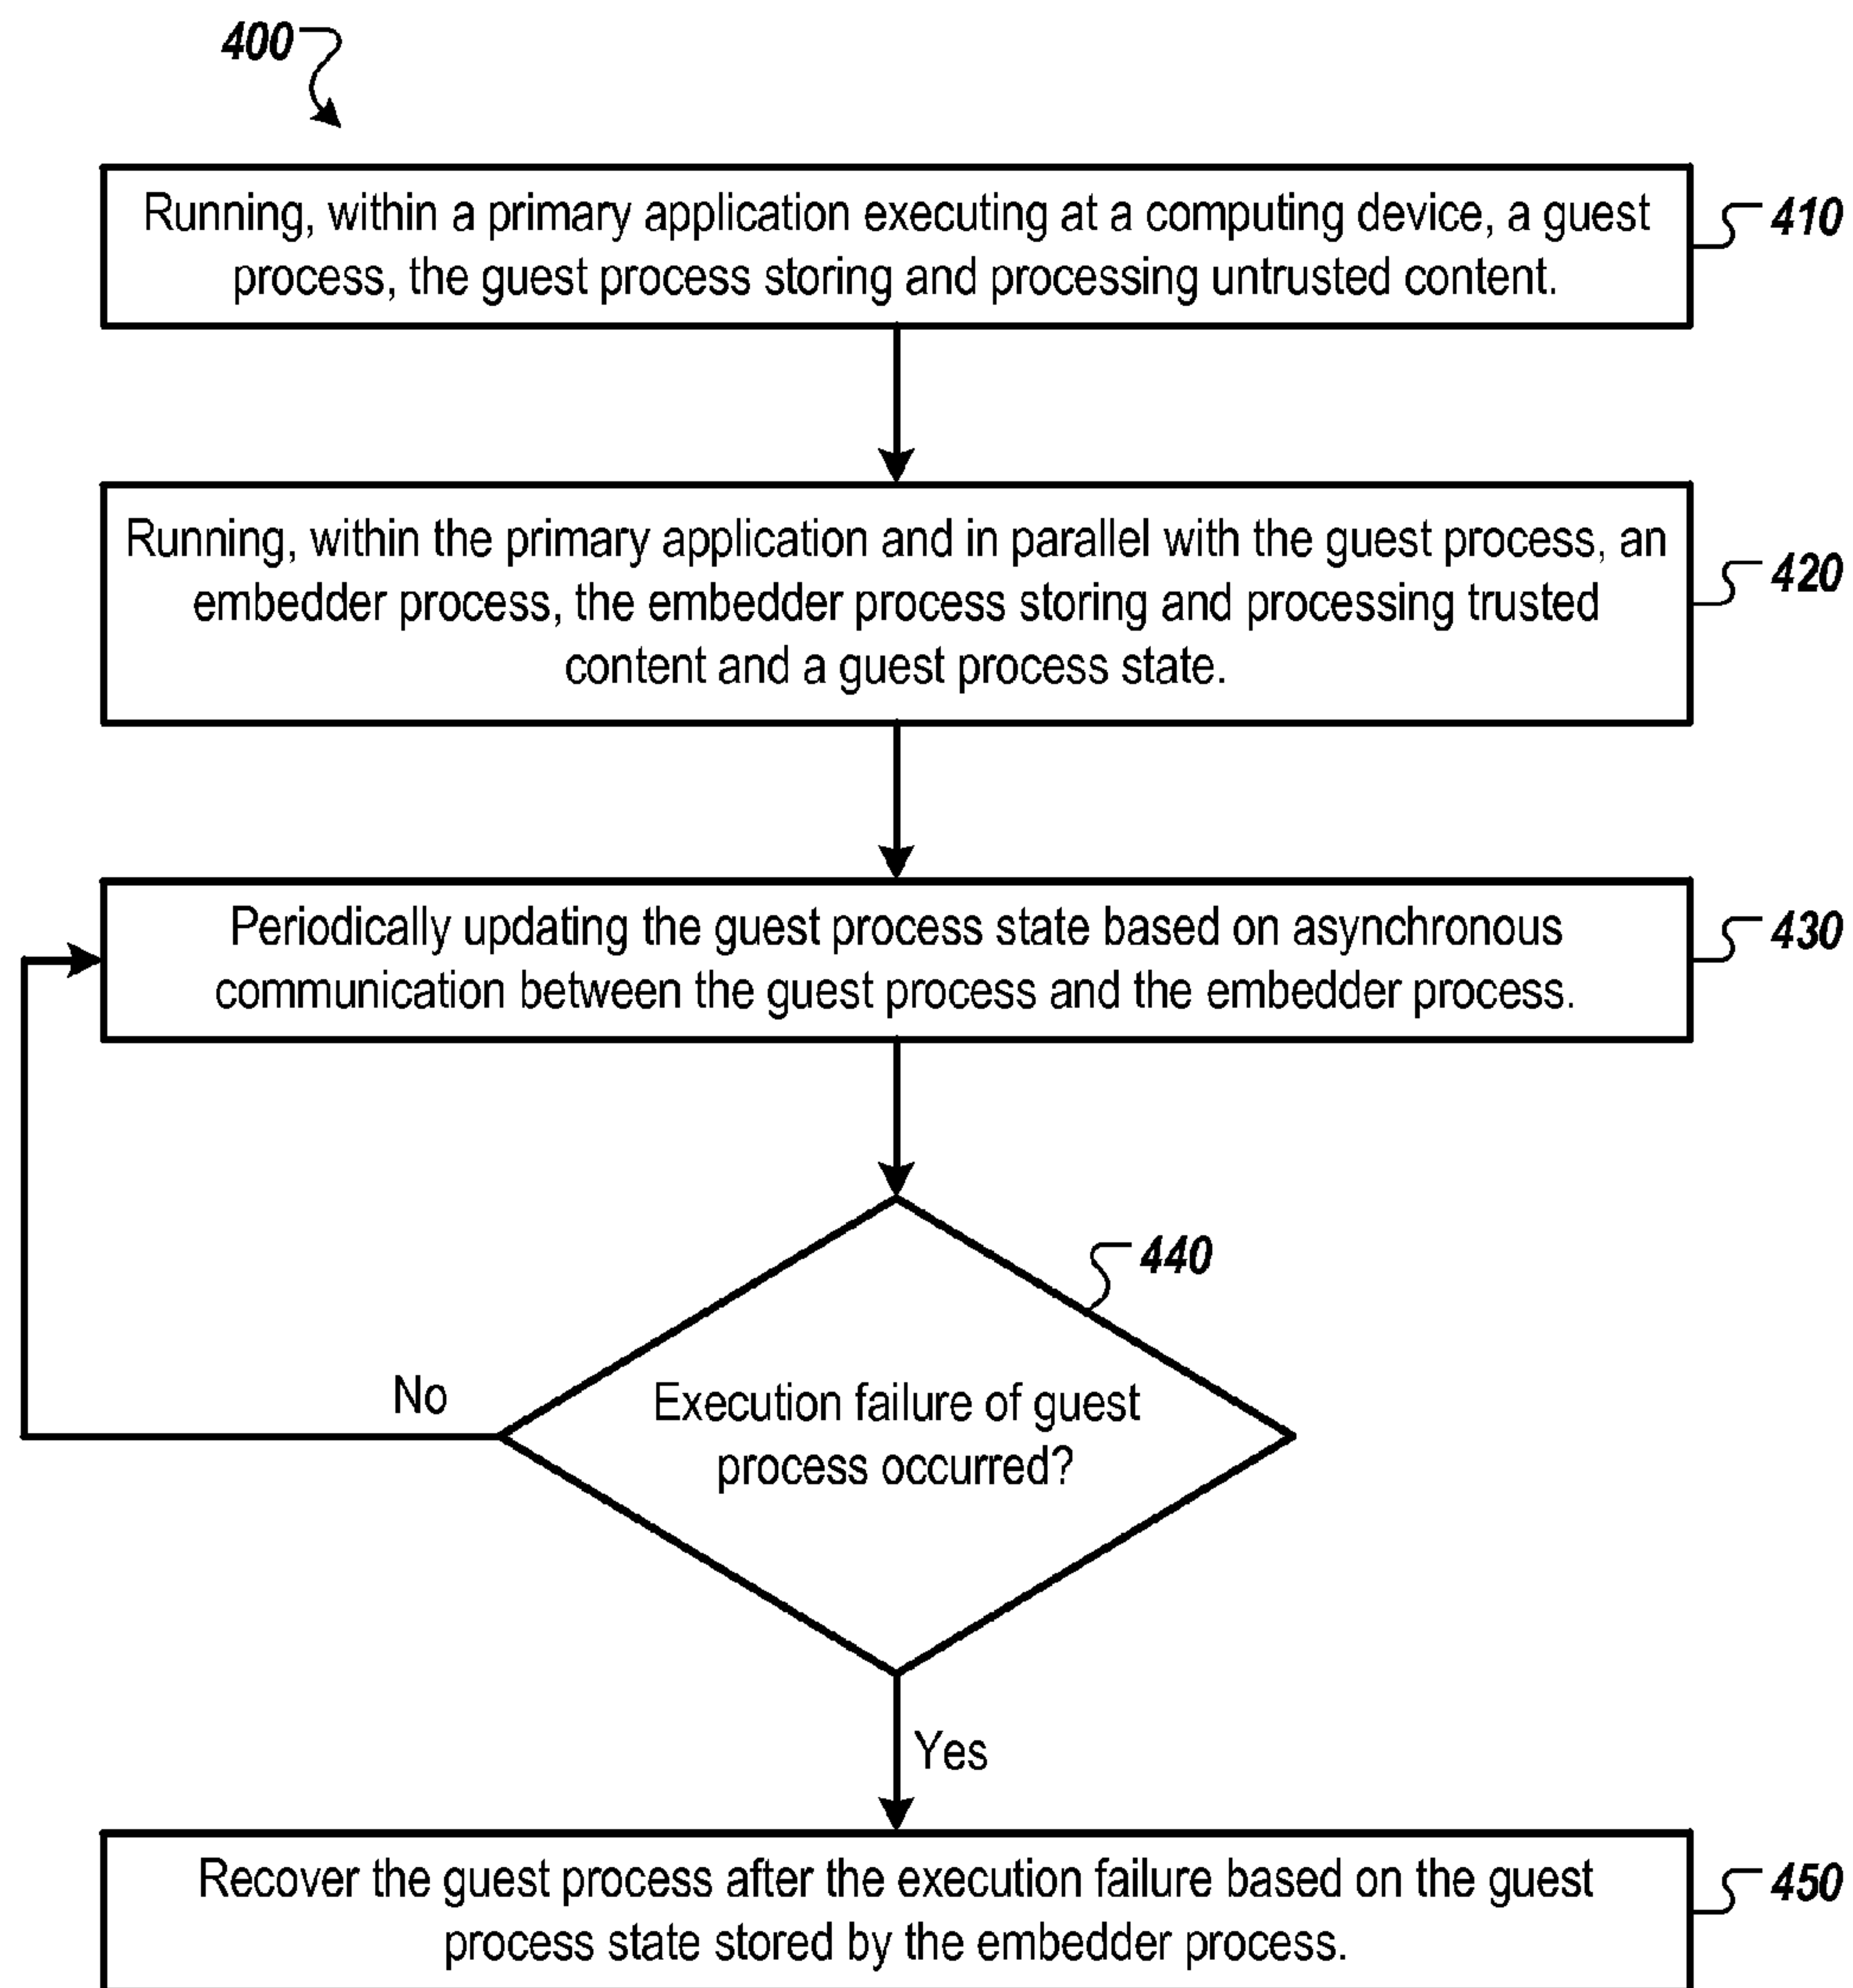 400
Running, within a primary application executing at a computing device, a guest
process, the guest process storing and processing untrusted content.
410
Running, within the primary application and in parallel with the guest process, an
embedder process, the embedder process storing and processing trusted
content and a guest process state.
420
Periodically updating the guest process state based on asynchronous
communication between the guest process and the embedder process.
430
440
Execution failure of guest
process occurred?
No
Yes
Recover the guest process after the execution failure based on the guest
process state stored by the embedder process.
450